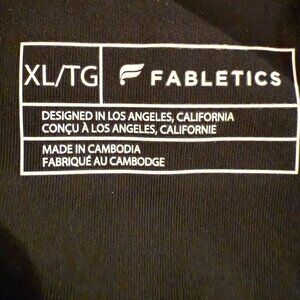 XL/TG FABLETICS
DESIGNED IN LOS ANGELES, CALIFORNIA
CONÇU À LOS ANGELES, CALIFORNIE
MADE IN CAMBODIA
FABRIQUÉ AU CAMBODGE